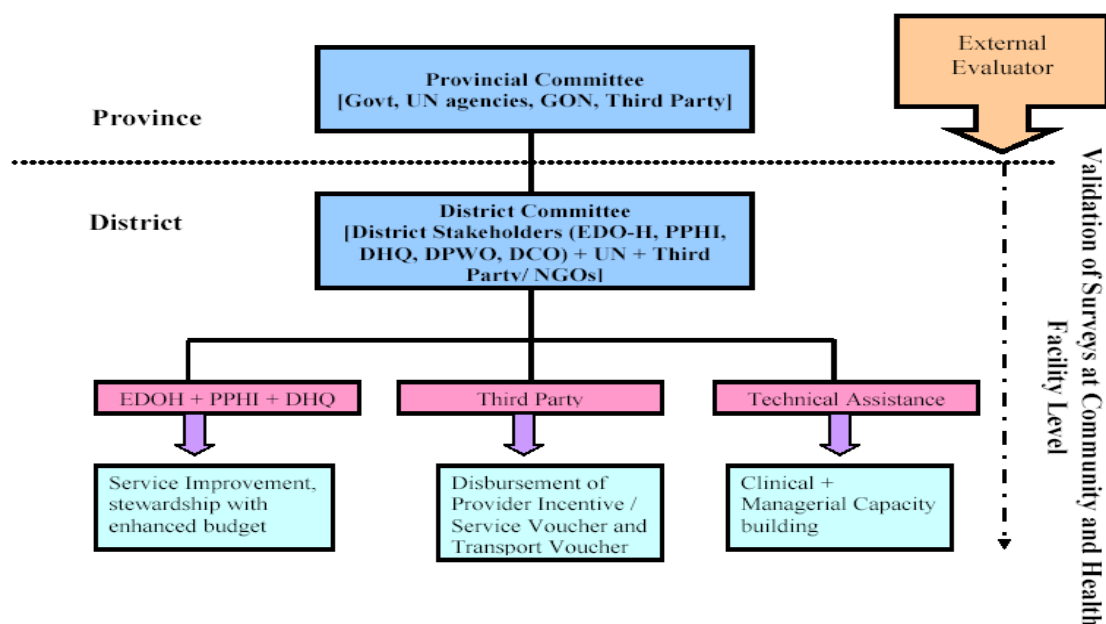 External
Evaluator
Provincial Committee
[Govt, UN agencies, GON, Third Party]
Province
District
District Committee
[District Stakeholders (EDO-H, PPHI,
DHQ, DPWO, DCO) + UN + Third
Party/ NGOs]
EDOH + PPHI + DHQ
Third Party
Technical Assistance
Service Improvement,
stewardship with
enhanced budget
Disbursement of
Provider Incentive /
Service Voucher and
Transport Voucher
Clinical +
Managerial Capacity
building
Validation of Surveys at Community and Health
Facility Level